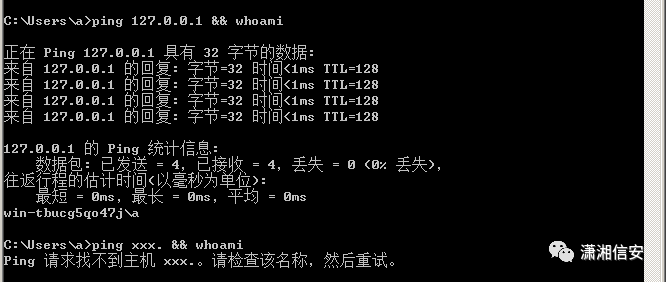 C:\Users\a>ping 127.0.0.1 && whoami
正在 Ping 127.0.0.1 具有 32 字节的数据:
来自 127.0.0.1 的回复: 字节=32 时间<1ms TTL=128
来自 127.0.0.1 的回复: 字节=32 时间<1ms TTL=128
来自 127.0.0.1 的回复: 字节=32 时间<1ms TTL=128
来自 127.0.0.1 的回复: 字节=32 时间<1ms TTL=128
127.0.0.1 的 Ping 统计信息:
数据包: 已发送 = 4，已接收 = 4，丢失 = 0 (0% 丢失)，
往返行程的估计时间(以毫秒为单位):
最短 = 0ms，最长 = 0ms，平均 = 0ms
win-tbucg5qo47j\a
C:\Users\a>ping xxx. && whoami
Ping 请求找不到主机 xxx.。请检查该名称，然后重试。
潇湘信安